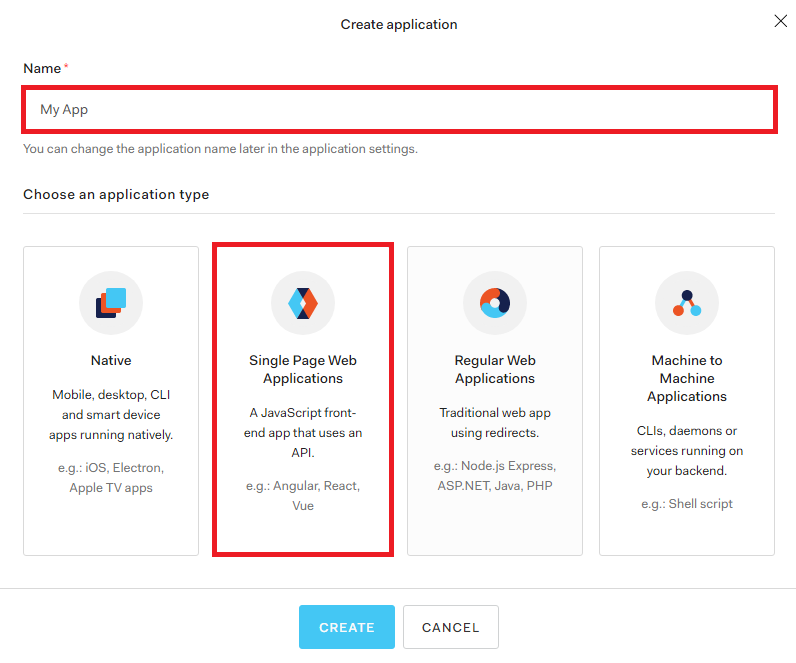 Create application
Name *
My App
You can change the application name later in the application settings.
Choose an application type
Native
Mobile, desktop, CLI
and smart device
apps running natively.
e.g.: iOS, Electron,
Apple TV apps
Single Page Web
Applications
A JavaScript front-
end app that uses an
API.
e.g.: Angular, React,
Vue
Regular Web
Applications
Traditional web app
using redirects.
e.g.: Node.js Express,
ASP.NET, Java, PHP
Machine to
Machine
Applications
CLIs, daemons or
services running on
your backend.
e.g.: Shell script
CREATE
CANCEL